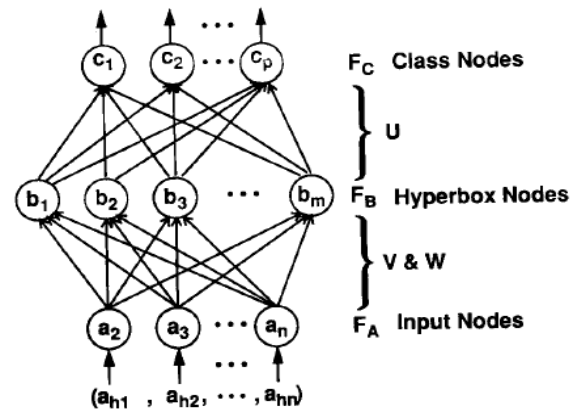 • • •
c1 c2 • • • cp FC Class Nodes
U
b1 b2 b3 • • • bm FB Hyperbox Nodes
V & W
a2 a3 • • • an FA Input Nodes
• • •
(ah1 , ah2, • • • , ahn)